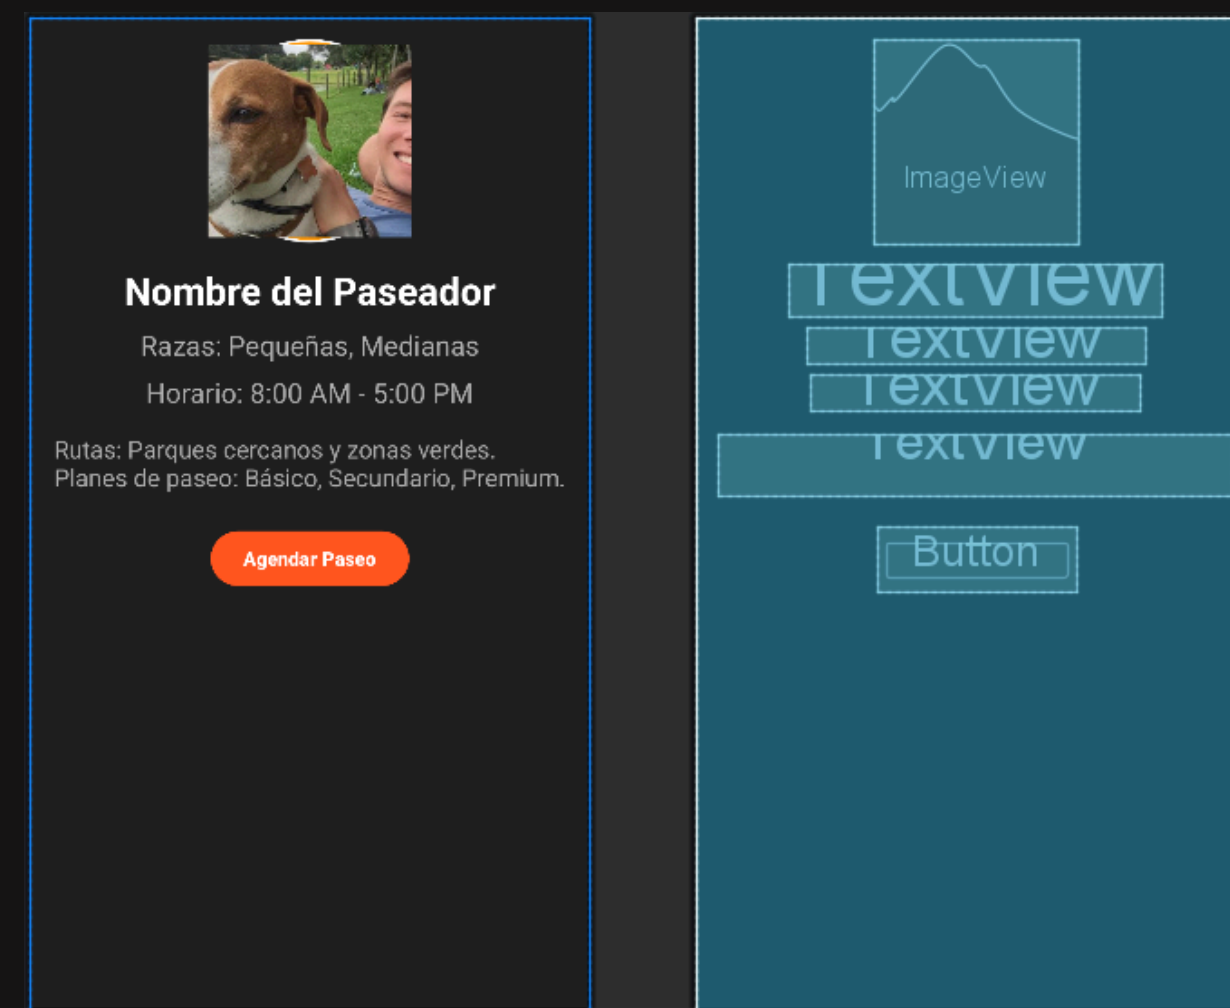 Nombre del Paseador
Razas: Pequeñas, Medianas
Horario: 8:00 AM - 5:00 PM
Rutas: Parques cercanos y zonas verdes.
Planes de paseo: Básico, Secundario, Premium.
Agendar Paseo
ImageView
TextView
TextView
TextView
TextView
Button